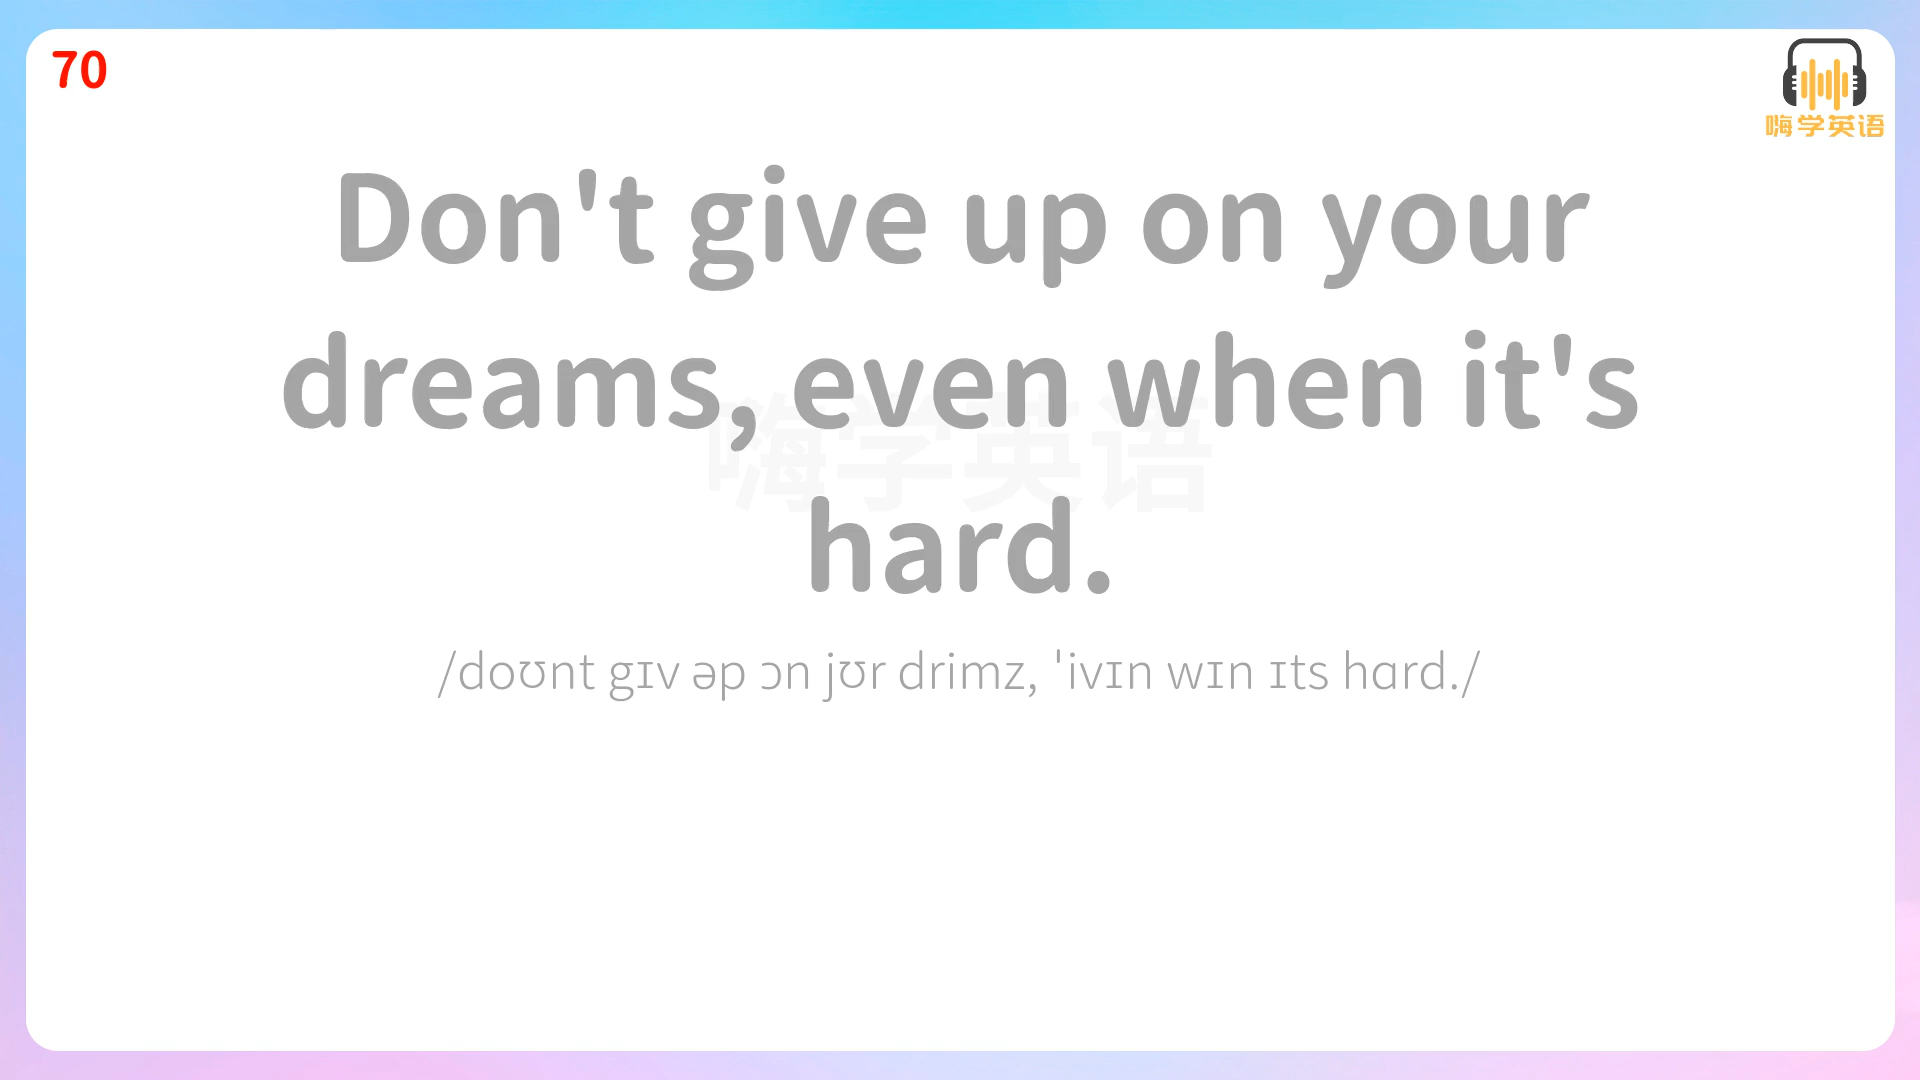 70
嗨学英语
Don't give up on your
dreams, even when it's
嗨学英语
hard.
/doʊnt gɪv əp ɔn jʊr drimz, ˈivɪn wɪn ɪts hɑrd./